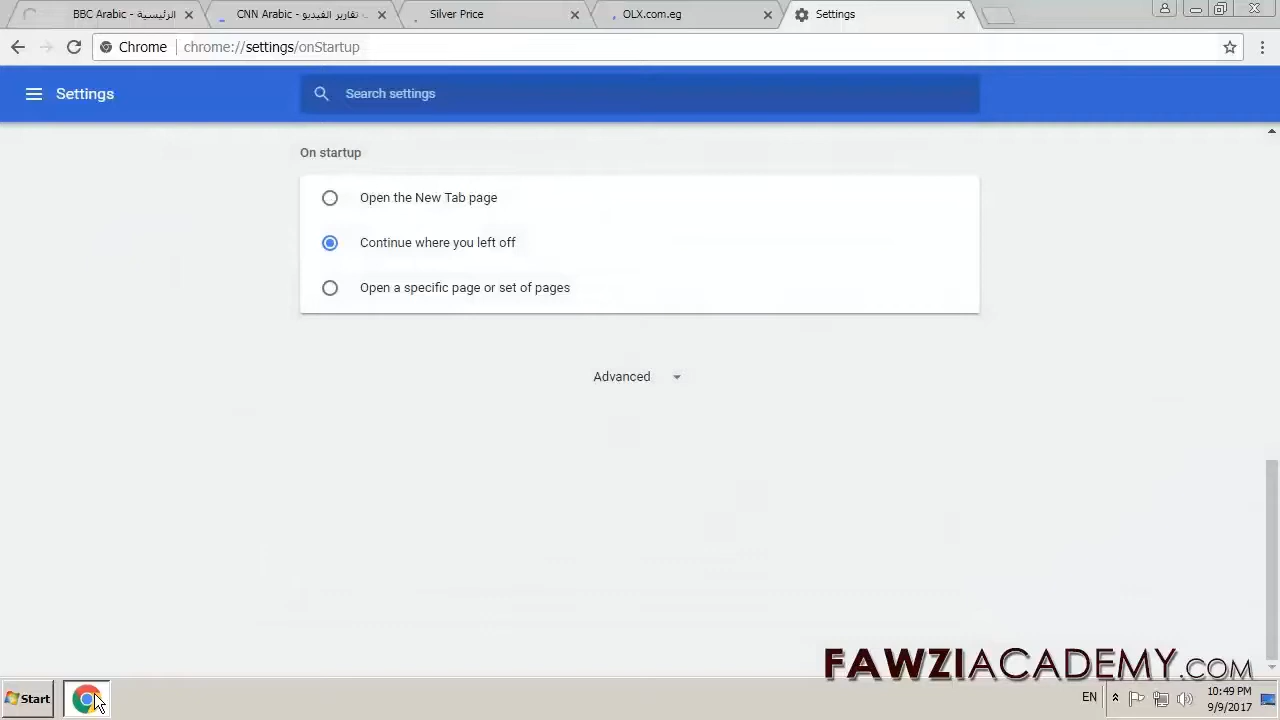 BBC Arabic - الرئيسية
CNN Arabic - تقارير الفيديو
Silver Price
OLX.com.eg
Settings
Chrome
chrome://settings/onStartup
Settings
Search settings
On startup
Open the New Tab page
Continue where you left off
Open a specific page or set of pages
Advanced
FAWZIACADEMY.COM
Start
EN
10:49 PM
9/9/2017